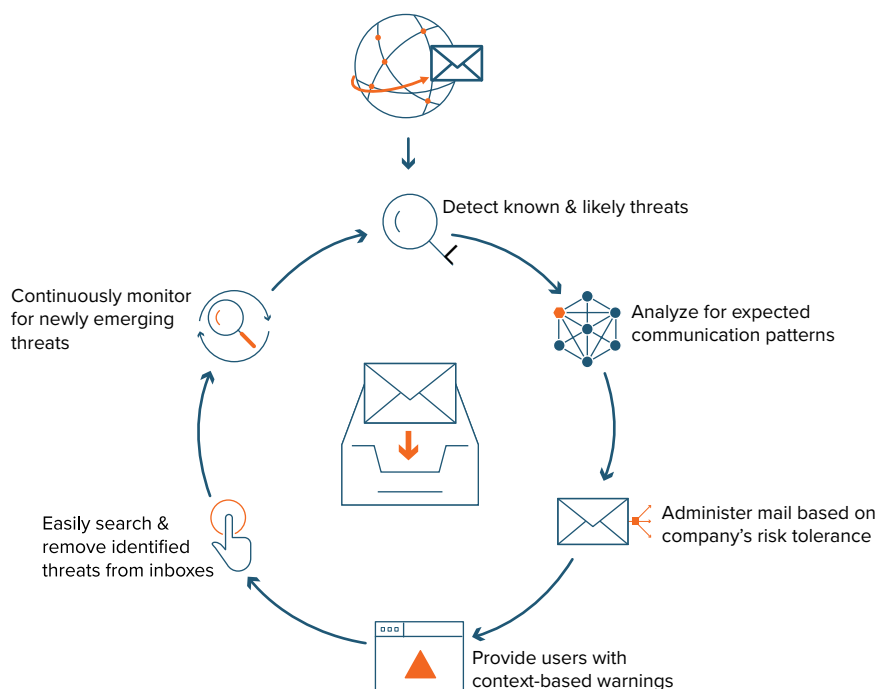 Detect known & likely threats
Analyze for expected
communication patterns
Administer mail based on
company's risk tolerance
Provide users with
context-based warnings
Easily search &
remove identified
threats from inboxes
Continuously monitor
for newly emerging
threats